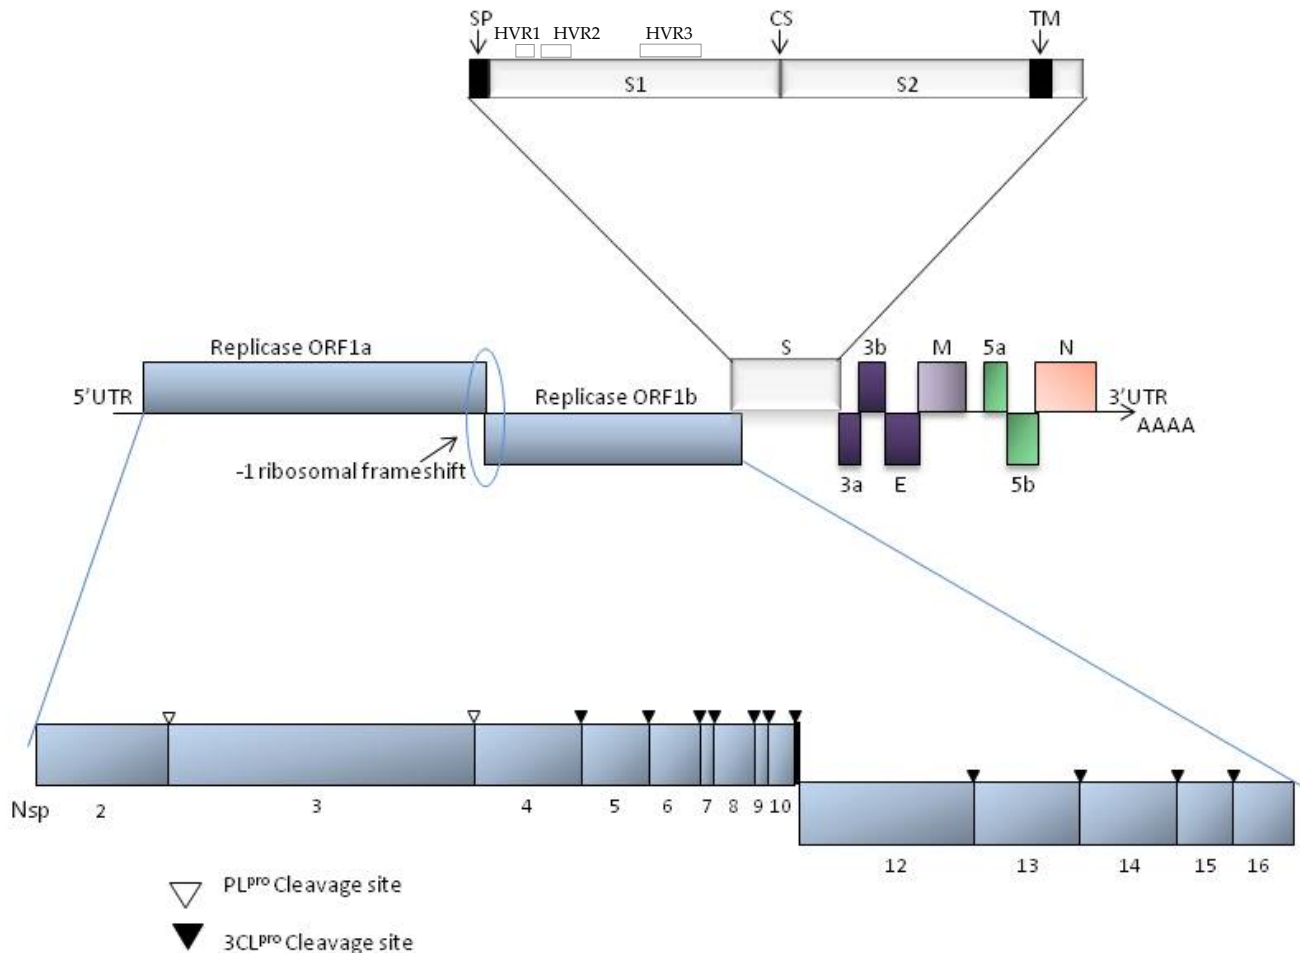 SP CS TM
HVR1 HVR2 HVR3
S1 S2
Replicase ORF1a S 3b M 5a N
5'UTR Replicase ORF1b 3'UTR
AAAA
-1 ribosomal frameshift
3a E 5b
Nsp 2 3 4 5 6 7 8 9 10
12 13 14 15 16
PLpro Cleavage site
3CLpro Cleavage site